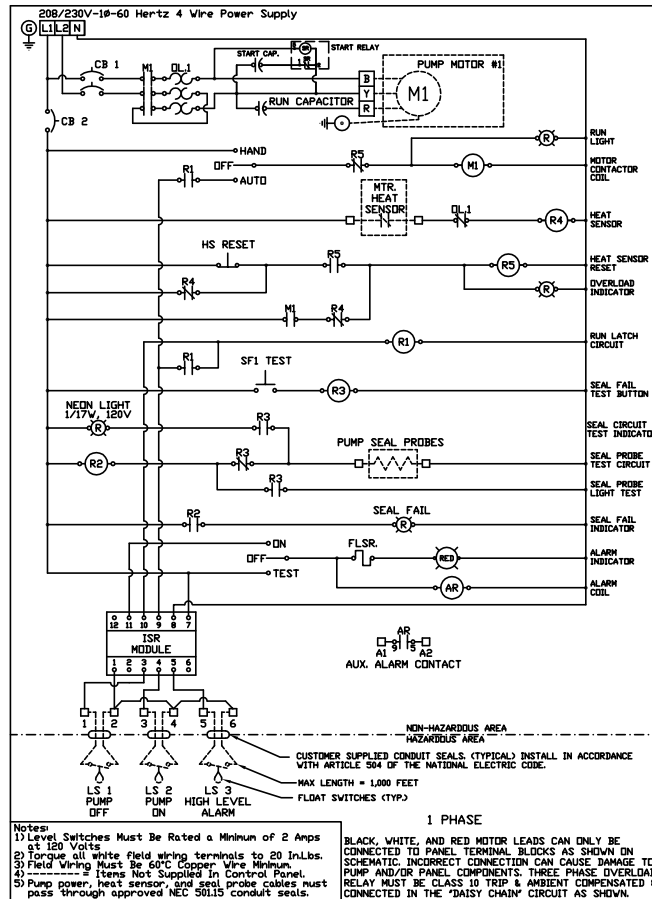 208/230V-1Ø-60 Hertz 4 Wire Power Supply
G L1 L2 N
CB 1
M1
OL1
START CAP.
SR
START RELAY
PUMP MOTOR #1
B
Y
R
M1
RUN CAPACITOR
CB 2
HAND
OFF
AUTO
R1
R5
R
M1
RUN
LIGHT
MOTOR
CONTACTOR
COIL
MTR.
HEAT
SENSOR
OL1
R4
HEAT
SENSOR
HS RESET
R5
R5
HEAT SENSOR
RESET
R4
R
OVERLOAD
INDICATOR
M1
R4
R1
RUN LATCH
CIRCUIT
R1
SF1 TEST
R3
SEAL FAIL
TEST BUTTON
NEON LIGHT
1/17W, 120V
R
R3
SEAL CIRCUIT
TEST INDICATO
PUMP SEAL PROBES
R2
R3
SEAL PROBE
TEST CIRCUIT
R3
SEAL PROBE
LIGHT TEST
R2
SEAL FAIL
R
SEAL FAIL
INDICATOR
ON
OFF
TEST
FLSR.
RED
ALARM
INDICATOR
AR
ALARM
COIL
12 11 10 9 8 7
ISR
MODULE
1 2 3 4 5 6
AR
A1 9 5 A2
AUX. ALARM CONTACT
1 2 3 4 5 6
NON-HAZARDOUS AREA
HAZARDOUS AREA
CUSTOMER SUPPLIED CONDUIT SEALS. (TYPICAL) INSTALL IN ACCORDANCE
WITH ARTICLE 504 OF THE NATIONAL ELECTRIC CODE.
MAX LENGTH = 1,000 FEET
FLOAT SWITCHES (TYP.)
LS 1
PUMP
OFF
LS 2
PUMP
ON
LS 3
HIGH LEVEL
ALARM
Notes:
1) Level Switches Must Be Rated a Minimum of 2 Amps
at 120 Volts
2) Torque all white field wiring terminals to 20 In.Lbs.
3) Field Wiring Must Be 60°C Copper Wire Minimum.
4) ---------- = Items Not Supplied In Control Panel.
5) Pump power, heat sensor, and seal probe cables must
pass through approved NEC 501.15 conduit seals.
1 PHASE
BLACK, WHITE, AND RED MOTOR LEADS CAN ONLY BE
CONNECTED TO PANEL TERMINAL BLOCKS AS SHOWN ON
SCHEMATIC. INCORRECT CONNECTION CAN CAUSE DAMAGE TO
PUMP AND/OR PANEL COMPONENTS. THREE PHASE OVERLOAD
RELAY MUST BE CLASS 10 TRIP & AMBIENT COMPENSATED
CONNECTED IN THE "DAISY CHAIN" CIRCUIT AS SHOWN.